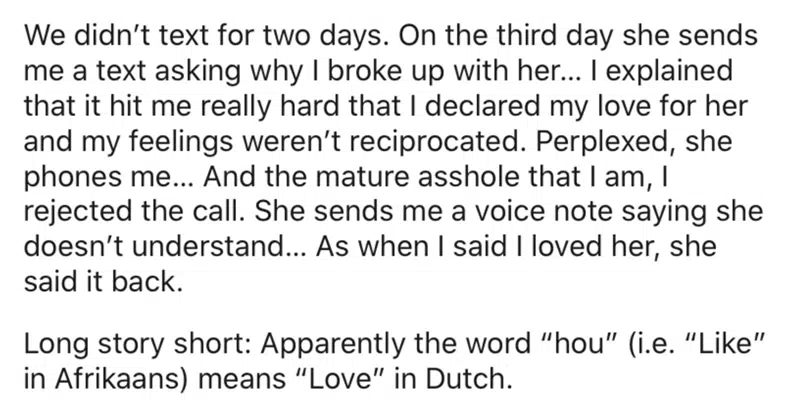 We didn’t text for two days. On the third day she sends
me a text asking why I broke up with her... I explained
that it hit me really hard that I declared my love for her
and my feelings weren’t reciprocated. Perplexed, she
phones me... And the mature asshole that I am, I
rejected the call. She sends me a voice note saying she
doesn’t understand... As when I said I loved her, she
said it back.
Long story short: Apparently the word “hou” (i.e. “Like”
in Afrikaans) means “Love” in Dutch.